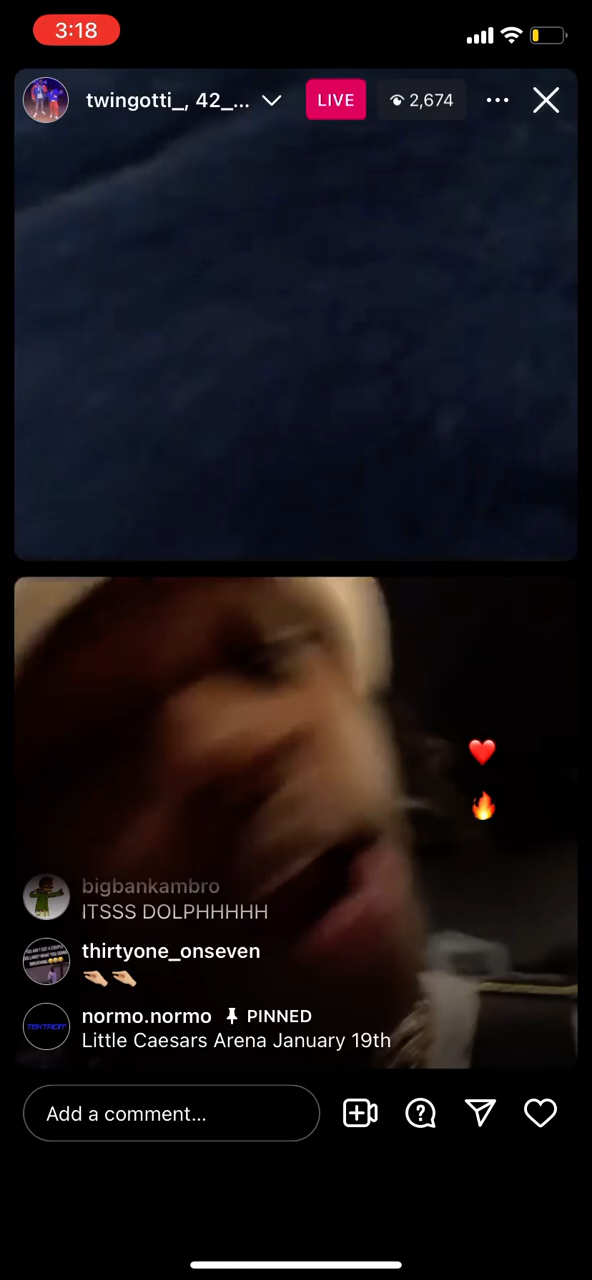 3:18
twingotti_, 42_...
LIVE
2,674
bigbankambro
ITSSS DOLPHHHHH
thirtyone_onseven
🤏🏻🤏🏻
normo.normo PINNED
Little Caesars Arena January 19th
Add a comment...